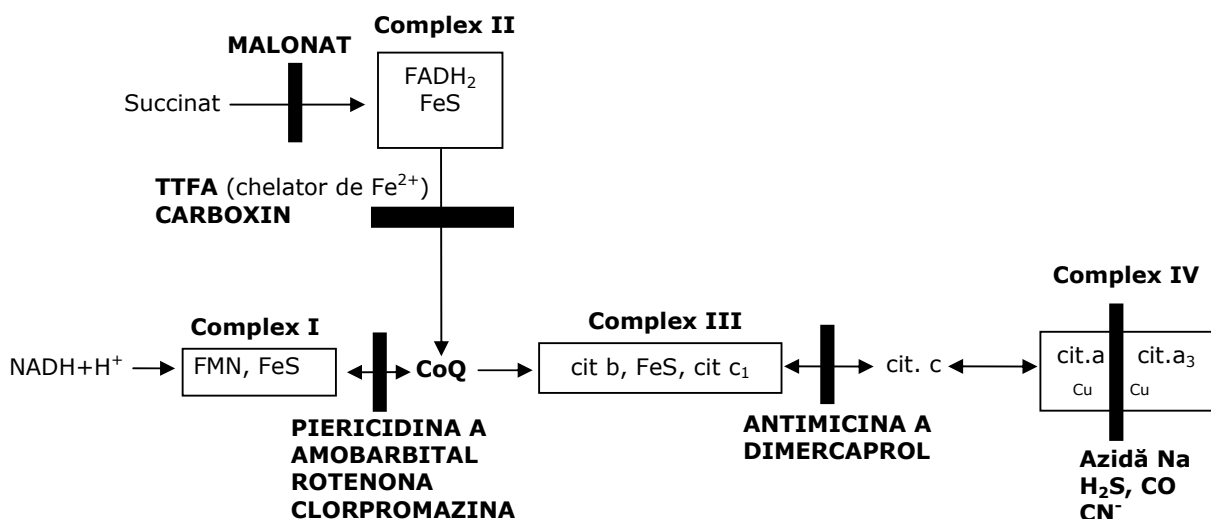 Complex II
MALONAT
FADH₂
FeS
Succinat
TTFA (chelator de Fe²⁺)
CARBOXIN
Complex IV
Complex I
Complex III
NADH+H⁺
FMN, FeS
CoQ
cit b, FeS, cit c₁
cit. c
cit.a
cit.a₃
Cu
Cu
PIERICIDINA A
AMOBARBITAL
ROTENONA
CLORPROMAZINA
ANTIMICINA A
DIMERCAPROL
Azidă Na
H₂S, CO
CN⁻